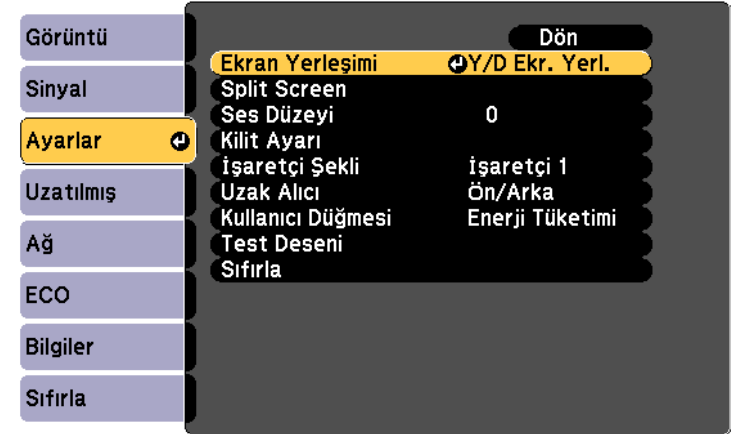 Görüntü
Sinyal
Ayarlar
Uzatılmış
Ağ
ECO
Bilgiler
Sıfırla
Dön
Ekran Yerleşimi Y/D Ekr. Yerl.
Split Screen
Ses Düzeyi 0
Kilit Ayarı
İşaretçi Şekli İşaretçi 1
Uzak Alıcı Ön/Arka
Kullanıcı Düğmesi Enerji Tüketimi
Test Deseni
Sıfırla